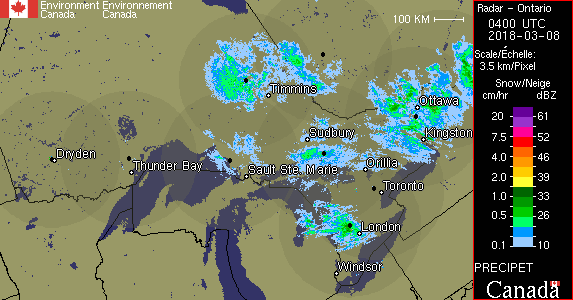 Environment Environnement
Canada Canada
100 KM
Radar - Ontario
0400 UTC
2018-03-08
Scale/Échelle:
3.5 km/Pixel
Snow/Neige
cm/hr dBZ
20 61
7.5 52
4.0 46
2.0 39
1.0 33
0.5 26
0.1 10
PRECIPET
Canada
Timmins
Ottawa
Sudbury
Kingston
Dryden
Thunder Bay
Sault Ste. Marie
Orillia
Toronto
London
Windsor